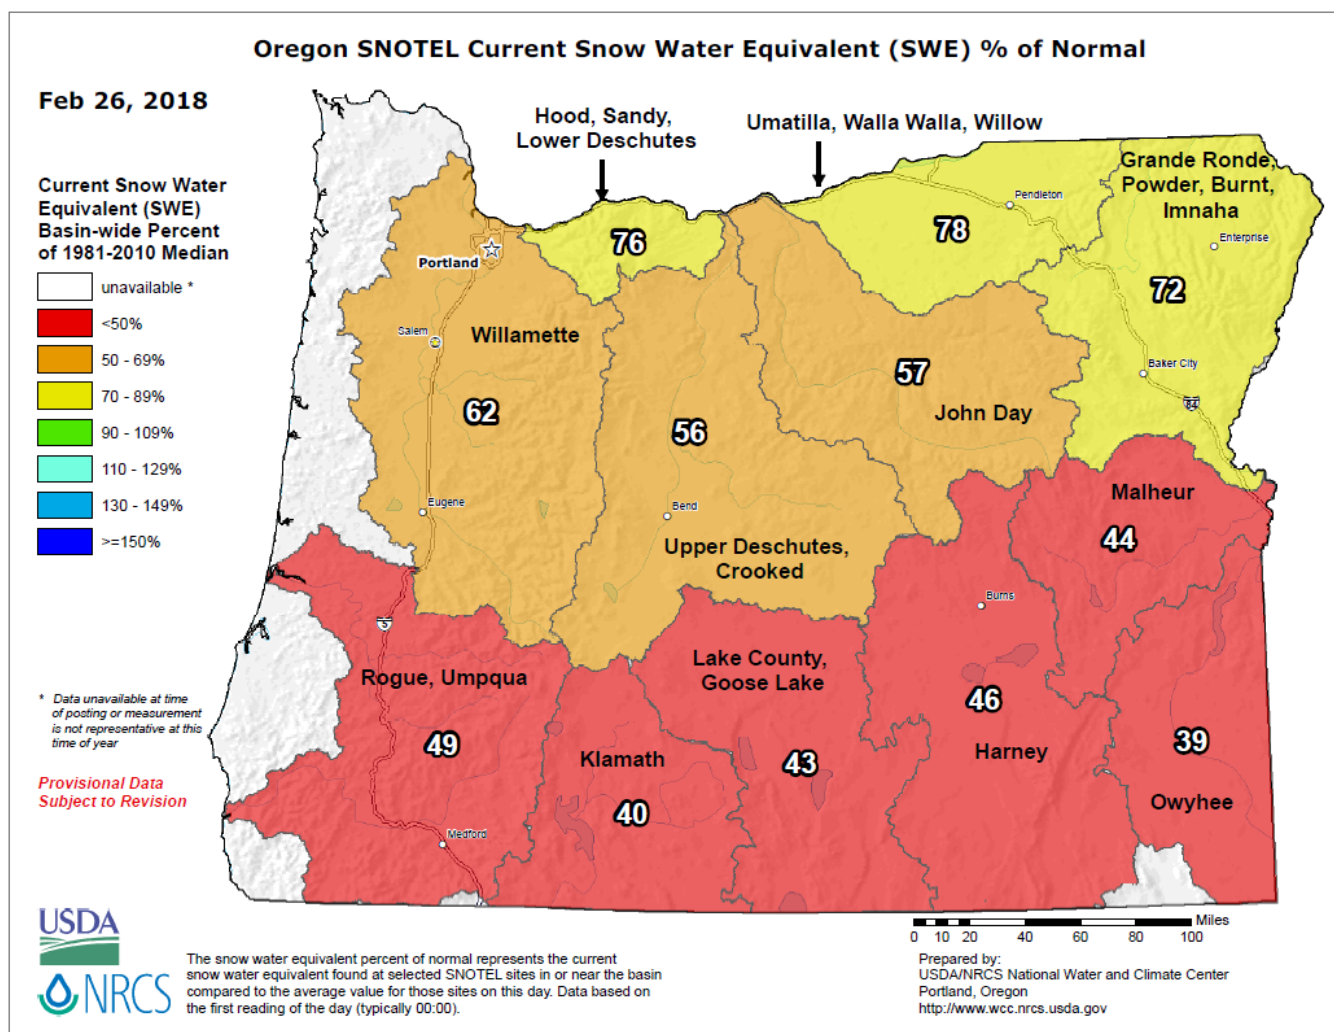 Oregon SNOTEL Current Snow Water Equivalent (SWE) % of Normal
Feb 26, 2018
Current Snow Water
Equivalent (SWE)
Basin-wide Percent
of 1981-2010 Median
unavailable *
<50%
50 - 69%
70 - 89%
90 - 109%
110 - 129%
130 - 149%
>=150%
Hood, Sandy,
Lower Deschutes
Umatilla, Walla Walla, Willow
Grande Ronde,
Powder, Burnt,
Imnaha
Pendleton
Enterprise
76
78
72
Portland
Salem
Willamette
62
56
57
John Day
Baker City
84
Eugene
Bend
Upper Deschutes,
Crooked
Malheur
44
Burns
5
Rogue, Umpqua
49
Lake County,
Goose Lake
43
46
Harney
39
Owyhee
Klamath
40
Medford
* Data unavailable at time
of posting or measurement
is not representative at this
time of year
Provisional Data
Subject to Revision
USDA
NRCS
The snow water equivalent percent of normal represents the current
snow water equivalent found at selected SNOTEL sites in or near the basin
compared to the average value for those sites on this day. Data based on
the first reading of the day (typically 00:00).
Miles
0 10 20 40 60 80 100
Prepared by:
USDA/NRCS National Water and Climate Center
Portland, Oregon
http://www.wcc.nrcs.usda.gov